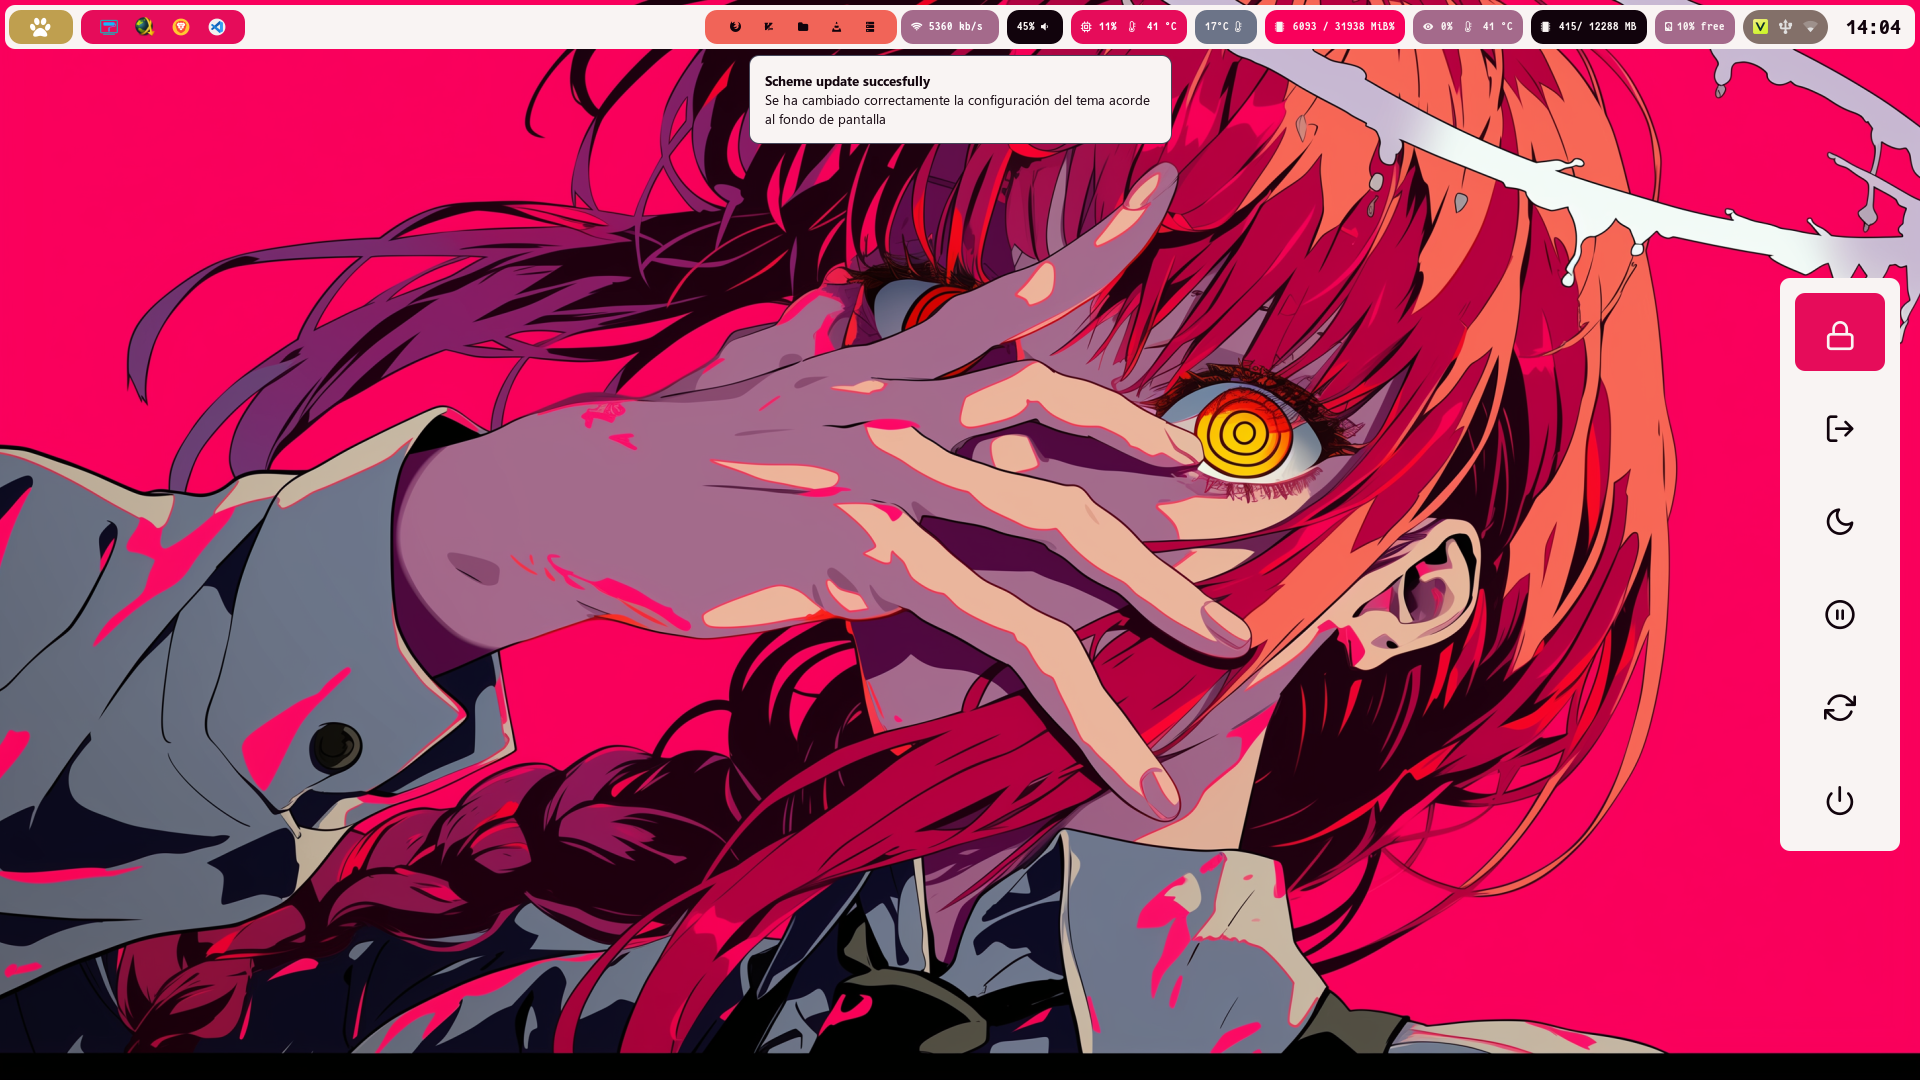 5360 kb/s 45% 11% 41 °C 17°C 6093 / 31938 MiB% 0% 41 °C 415/ 12288 MB 10% free V 14:04
Scheme update succesfully
Se ha cambiado correctamente la configuración del tema acorde
al fondo de pantalla